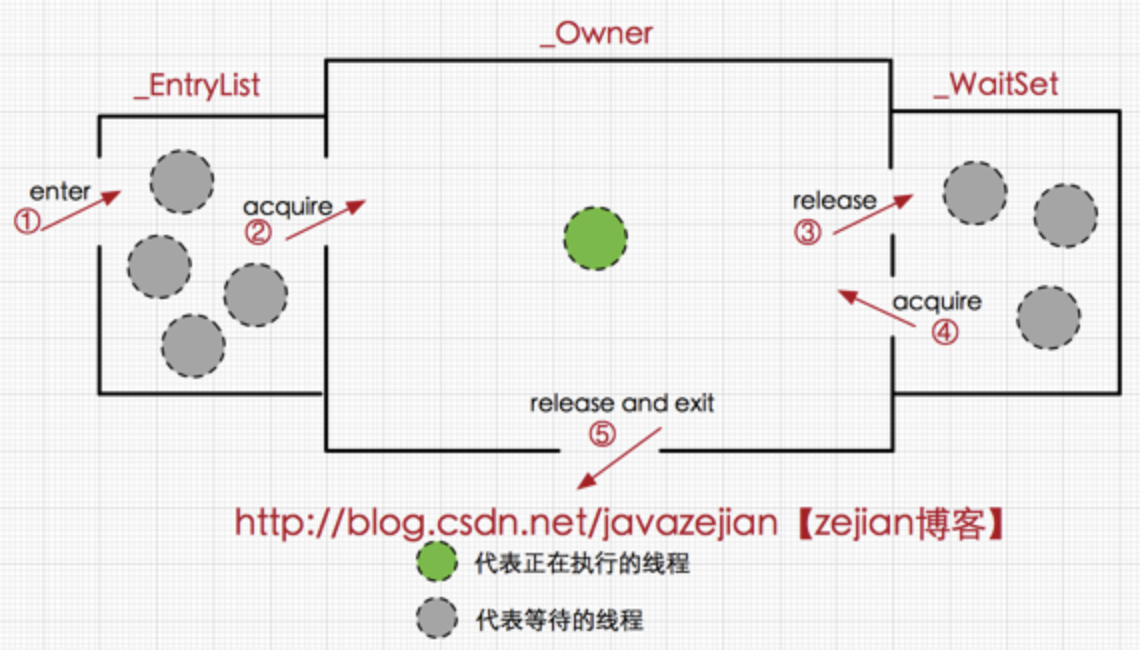 _Owner
_EntryList
_WaitSet
enter
①
acquire
②
release
③
acquire
④
release and exit
⑤
http://blog.csdn.net/javazejian【zejian博客】
代表正在执行的线程
代表等待的线程